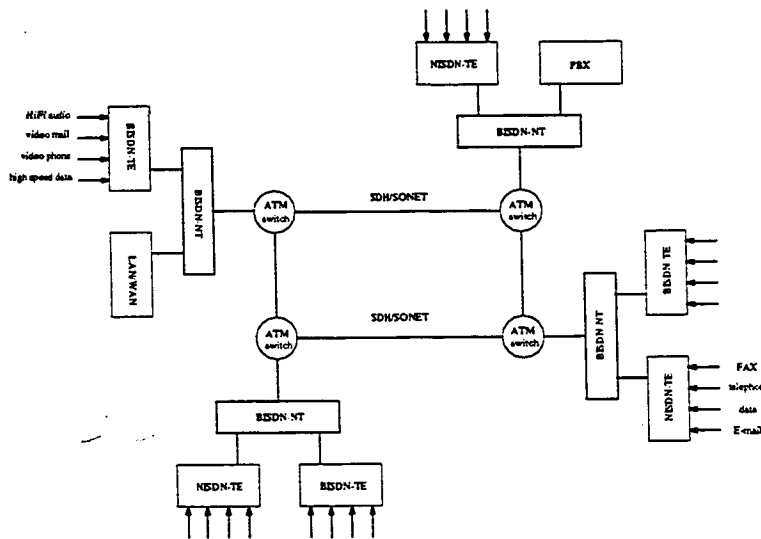 NISDN-TE
PBX
BISDN-NT
HiFi audio
video mail
video phone
high speed data
BISDN-TE
BISDN-NT
LAN/WAN
ATM
switch
SDH/SONET
ATM
switch
BISDN-TE
ATM
switch
SDH/SONET
ATM
switch
BISDN-NT
NISDN-TE
FAX
telephone
data
E-mail
BISDN-NT
NISDN-TE
BISDN-TE